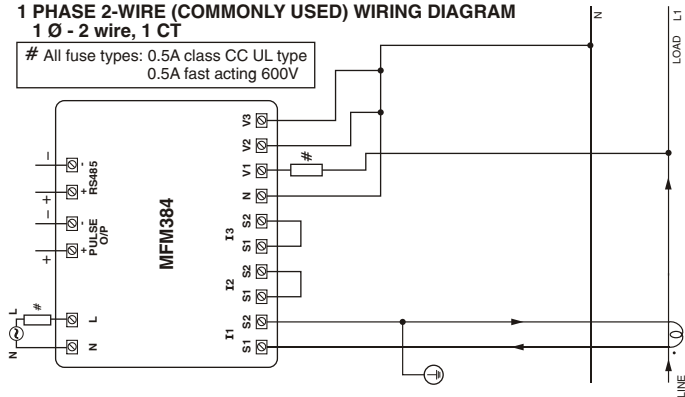 1 PHASE 2-WIRE (COMMONLY USED) WIRING DIAGRAM
1 Ø - 2 wire, 1 CT
# All fuse types: 0.5A class CC UL type
0.5A fast acting 600V
N
LOAD L1
V3
V2
V1
#
N
I3
S2
S1
I2
S2
S1
I1
S2
S1
MFM384
- -
+ + RS485
- -
+ + PULSE O/P
L
#
L
N
N
LINE